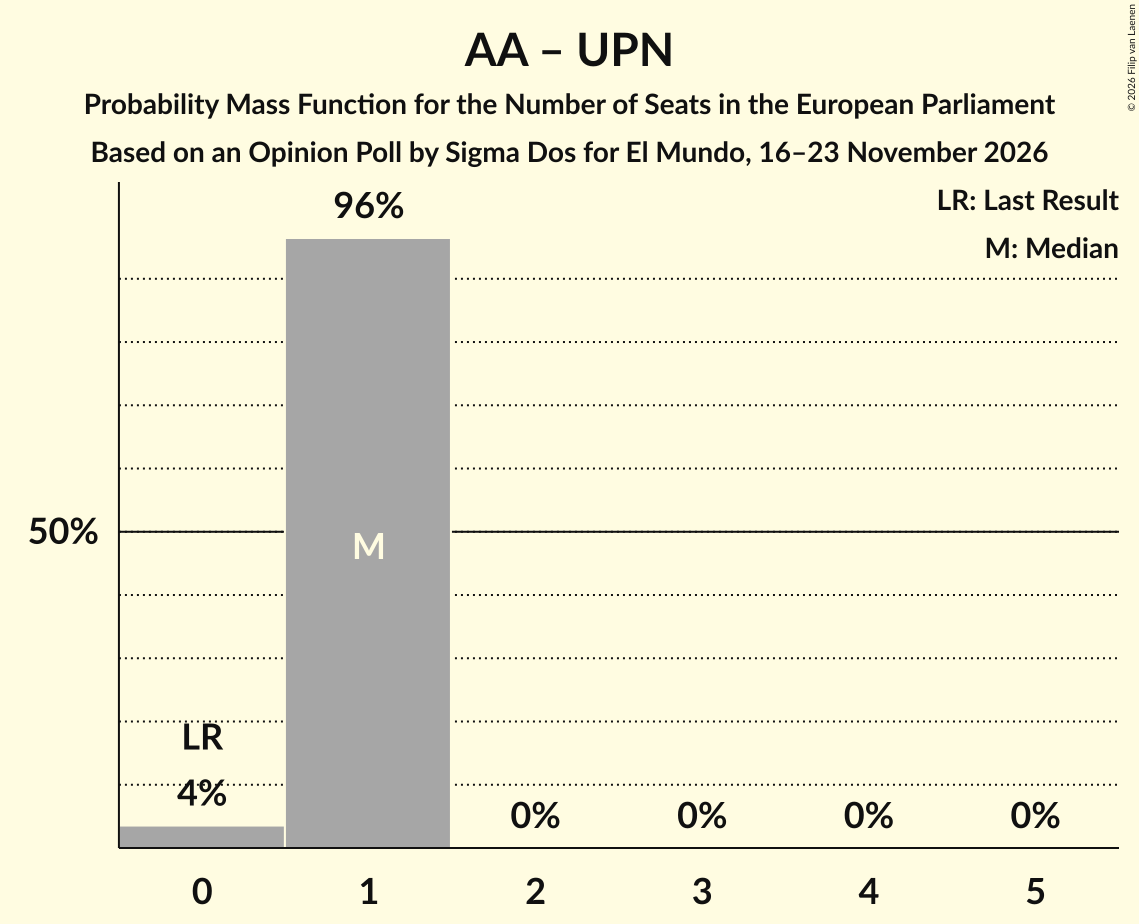 AA – UPN
Probability Mass Function for the Number of Seats in the European Parliament
Based on an Opinion Poll by Sigma Dos for El Mundo, 16–23 November 2026
© 2026 Filip van Laenen
LR: Last Result
M: Median
96%
50%
M
LR
4%
0%
0%
0%
0%
0
1
2
3
4
5